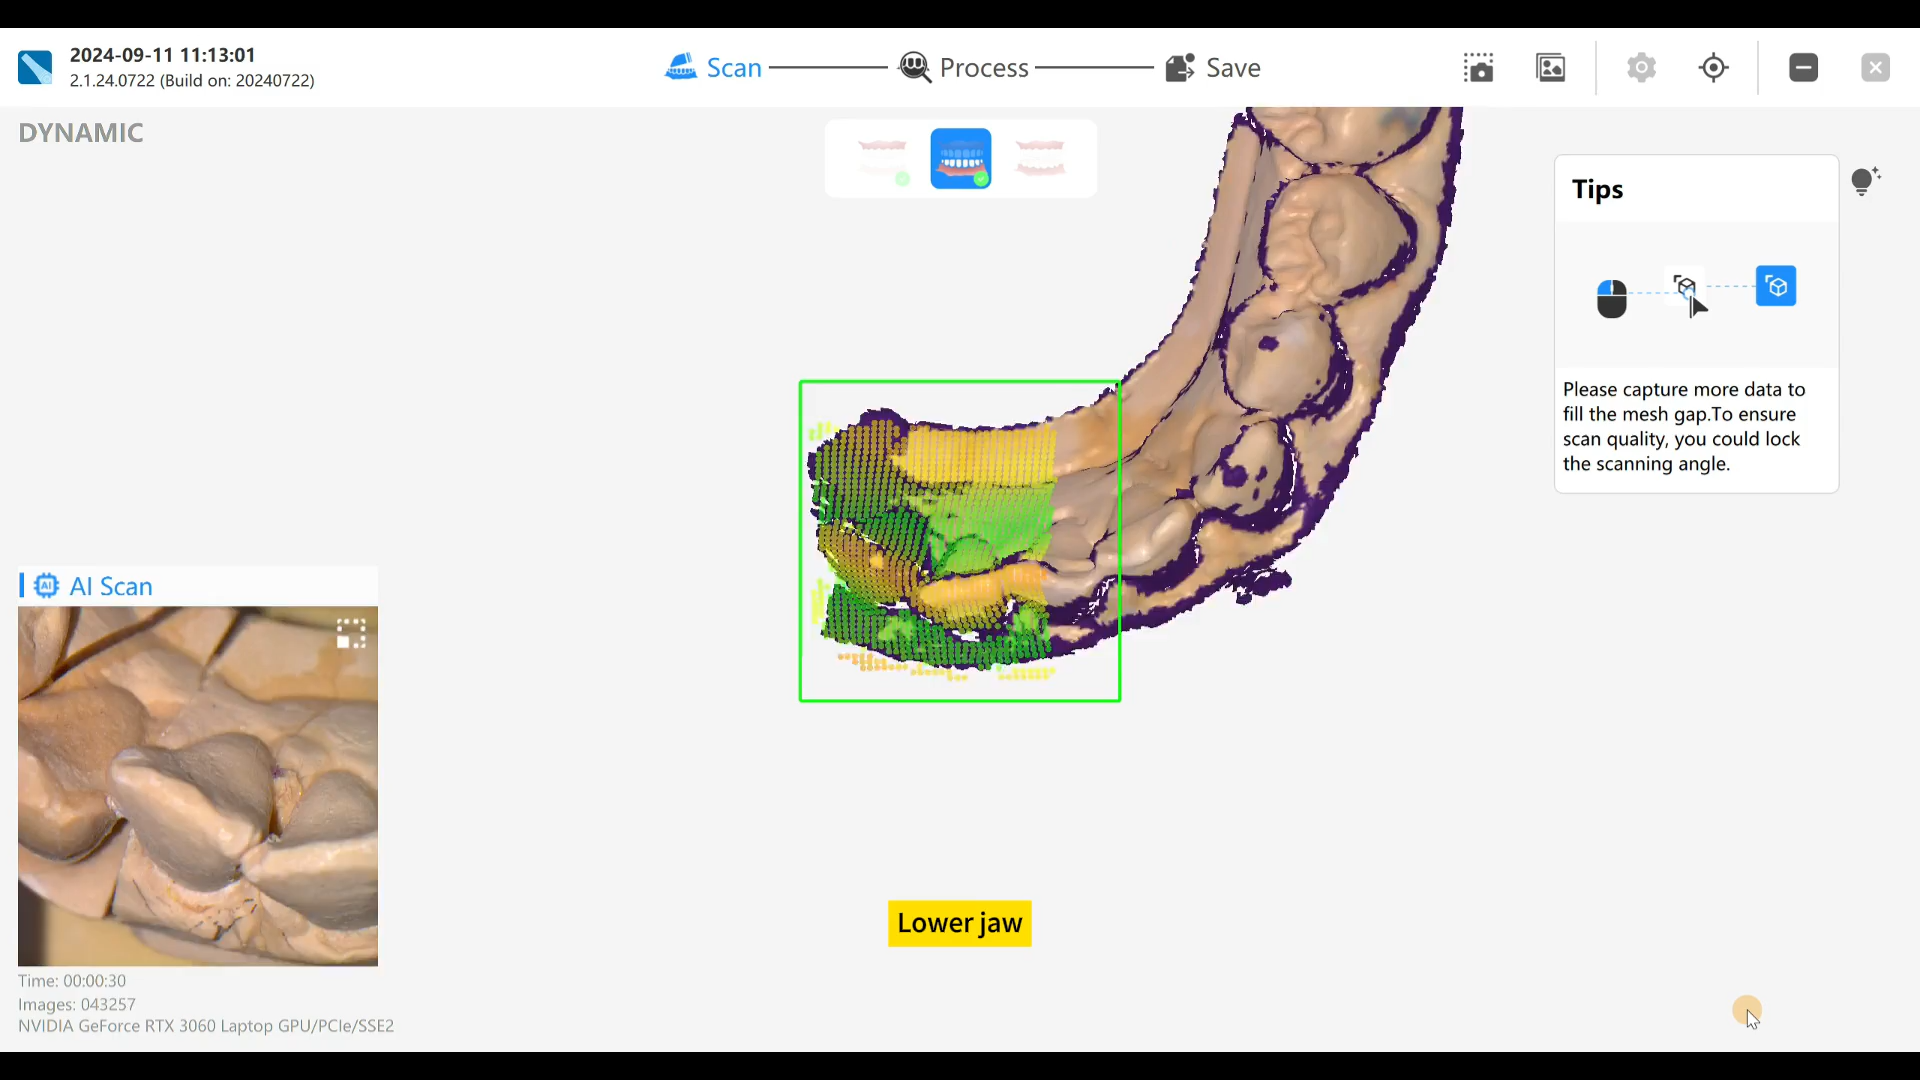 2024-09-11 11:13:01
2.1.24.0722 (Build on: 20240722)
Scan
Process
Save
DYNAMIC
Tips
Please capture more data to
fill the mesh gap.To ensure
scan quality, you could lock
the scanning angle.
AI
AI Scan
Lower jaw
Time: 00:00:30
Images: 043257
NVIDIA GeForce RTX 3060 Laptop GPU/PCIe/SSE2